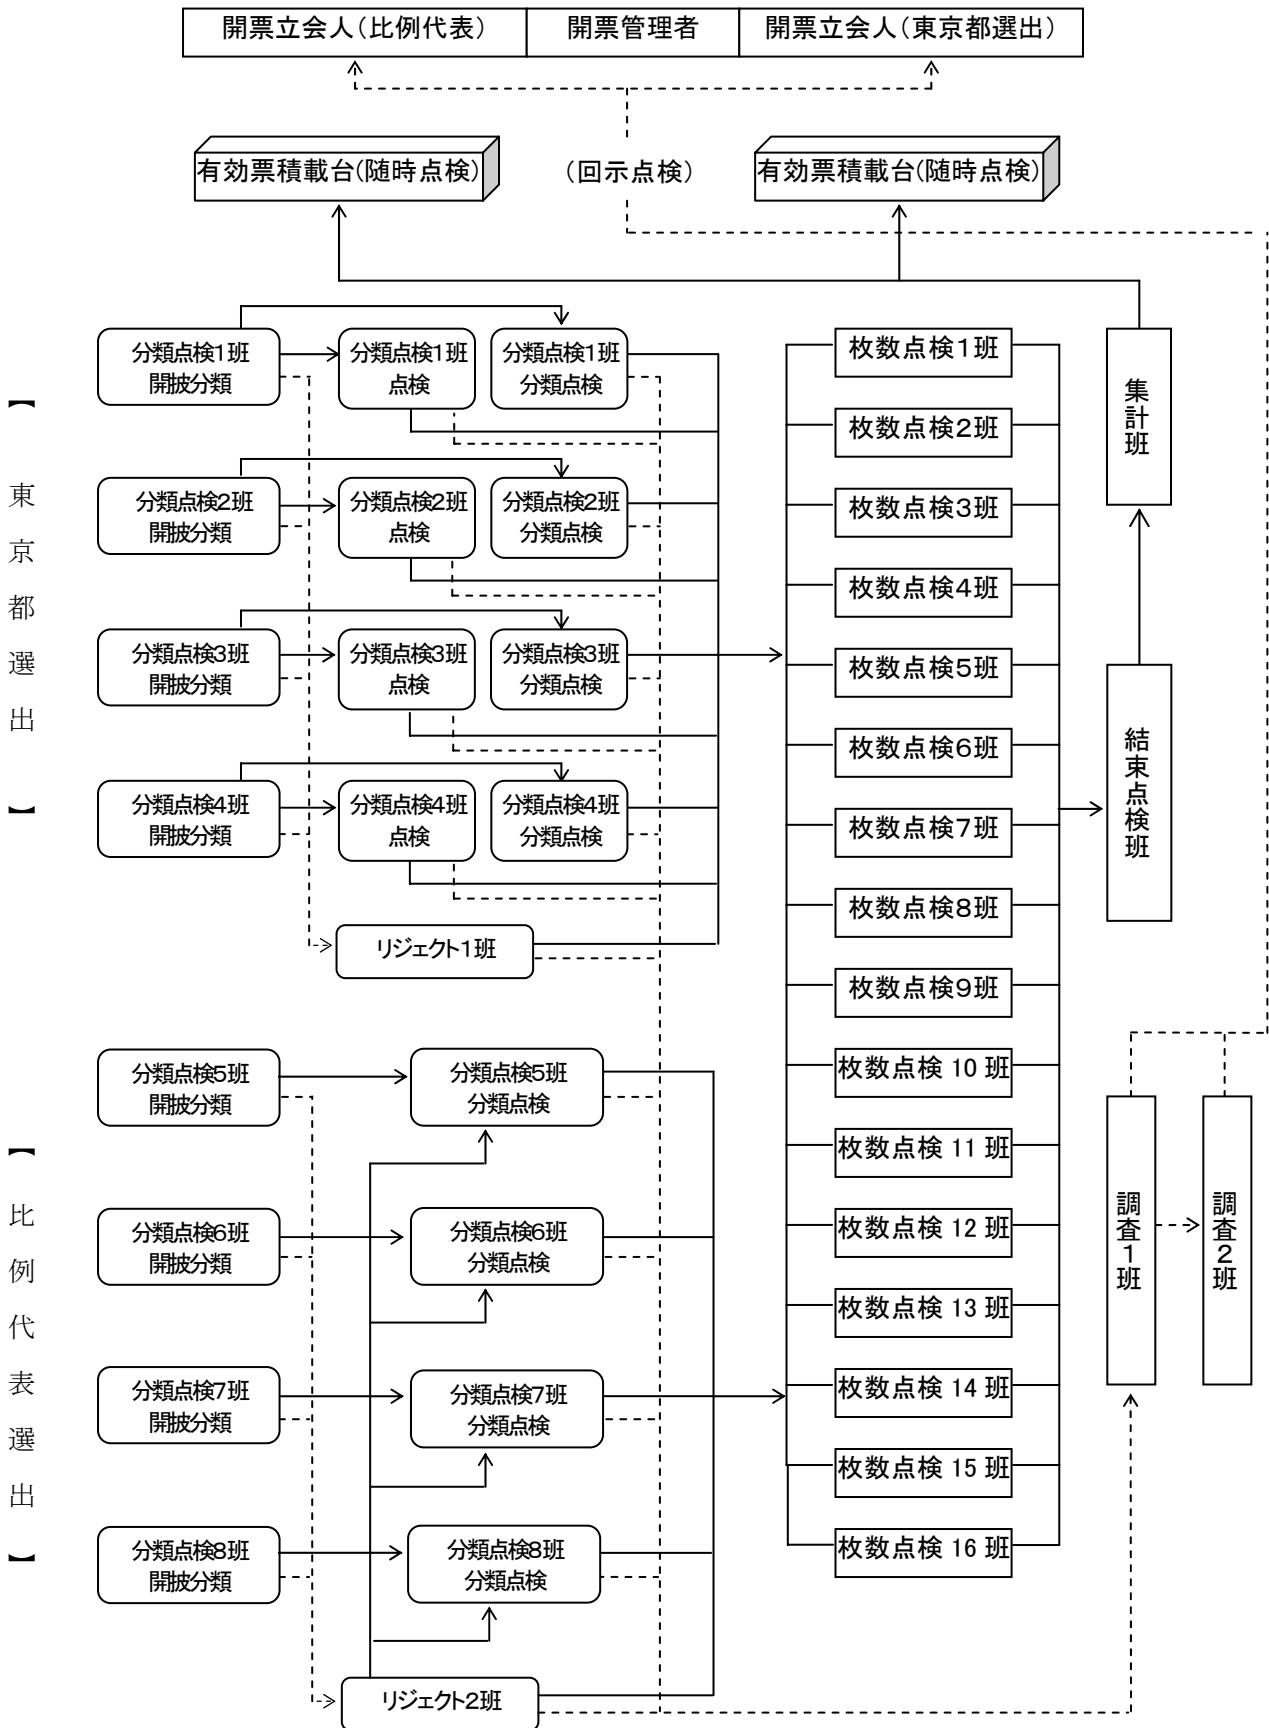 開票立会人（比例代表）
開票管理者
開票立会人（東京都選出）
有効票積載台(随時点検)
（回示点検）
有効票積載台(随時点検)
【東京都選出】
分類点検1班
開披分類
分類点検1班
点検
分類点検1班
分類点検
分類点検2班
開披分類
分類点検2班
点検
分類点検2班
分類点検
分類点検3班
開披分類
分類点検3班
点検
分類点検3班
分類点検
分類点検4班
開披分類
分類点検4班
点検
分類点検4班
分類点検
リジェクト1班
【比例代表選出】
分類点検5班
開披分類
分類点検5班
分類点検
分類点検6班
開披分類
分類点検6班
分類点検
分類点検7班
開披分類
分類点検7班
分類点検
分類点検8班
開披分類
分類点検8班
分類点検
リジェクト2班
枚数点検1班
枚数点検2班
枚数点検3班
枚数点検4班
枚数点検5班
枚数点検6班
枚数点検7班
枚数点検8班
枚数点検9班
枚数点検 10 班
枚数点検 11 班
枚数点検 12 班
枚数点検 13 班
枚数点検 14 班
枚数点検 15 班
枚数点検 16 班
集計班
結束点検班
調査1班
調査2班